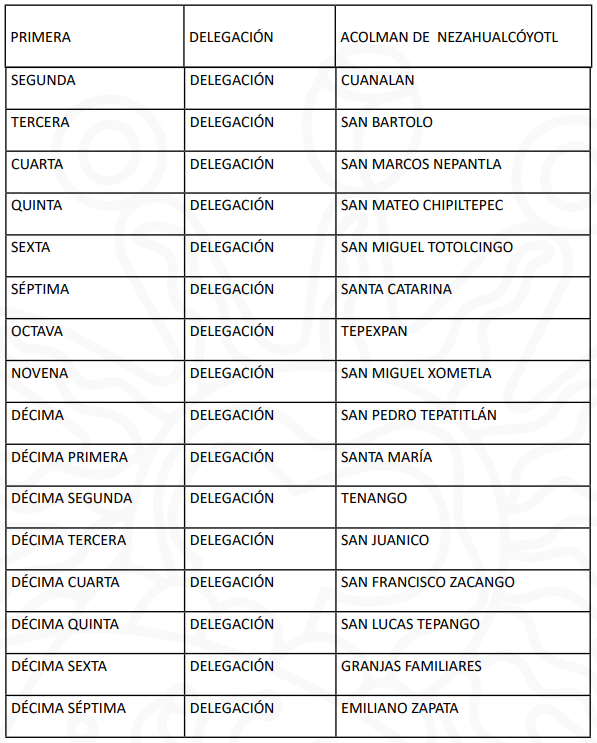 PRIMERA DELEGACIÓN ACOLMAN DE NEZAHUALCÓYOTL
SEGUNDA DELEGACIÓN CUANALAN
TERCERA DELEGACIÓN SAN BARTOLO
CUARTA DELEGACIÓN SAN MARCOS NEPANTLA
QUINTA DELEGACIÓN SAN MATEO CHIPILTEPEC
SEXTA DELEGACIÓN SAN MIGUEL TOTOLCINGO
SÉPTIMA DELEGACIÓN SANTA CATARINA
OCTAVA DELEGACIÓN TEPEXPAN
NOVENA DELEGACIÓN SAN MIGUEL XOMETLA
DÉCIMA DELEGACIÓN SAN PEDRO TEPATITLÁN
DÉCIMA PRIMERA DELEGACIÓN SANTA MARÍA
DÉCIMA SEGUNDA DELEGACIÓN TENANGO
DÉCIMA TERCERA DELEGACIÓN SAN JUANICO
DÉCIMA CUARTA DELEGACIÓN SAN FRANCISCO ZACANGO
DÉCIMA QUINTA DELEGACIÓN SAN LUCAS TEPANGO
DÉCIMA SEXTA DELEGACIÓN GRANJAS FAMILIARES
DÉCIMA SÉPTIMA DELEGACIÓN EMILIANO ZAPATA